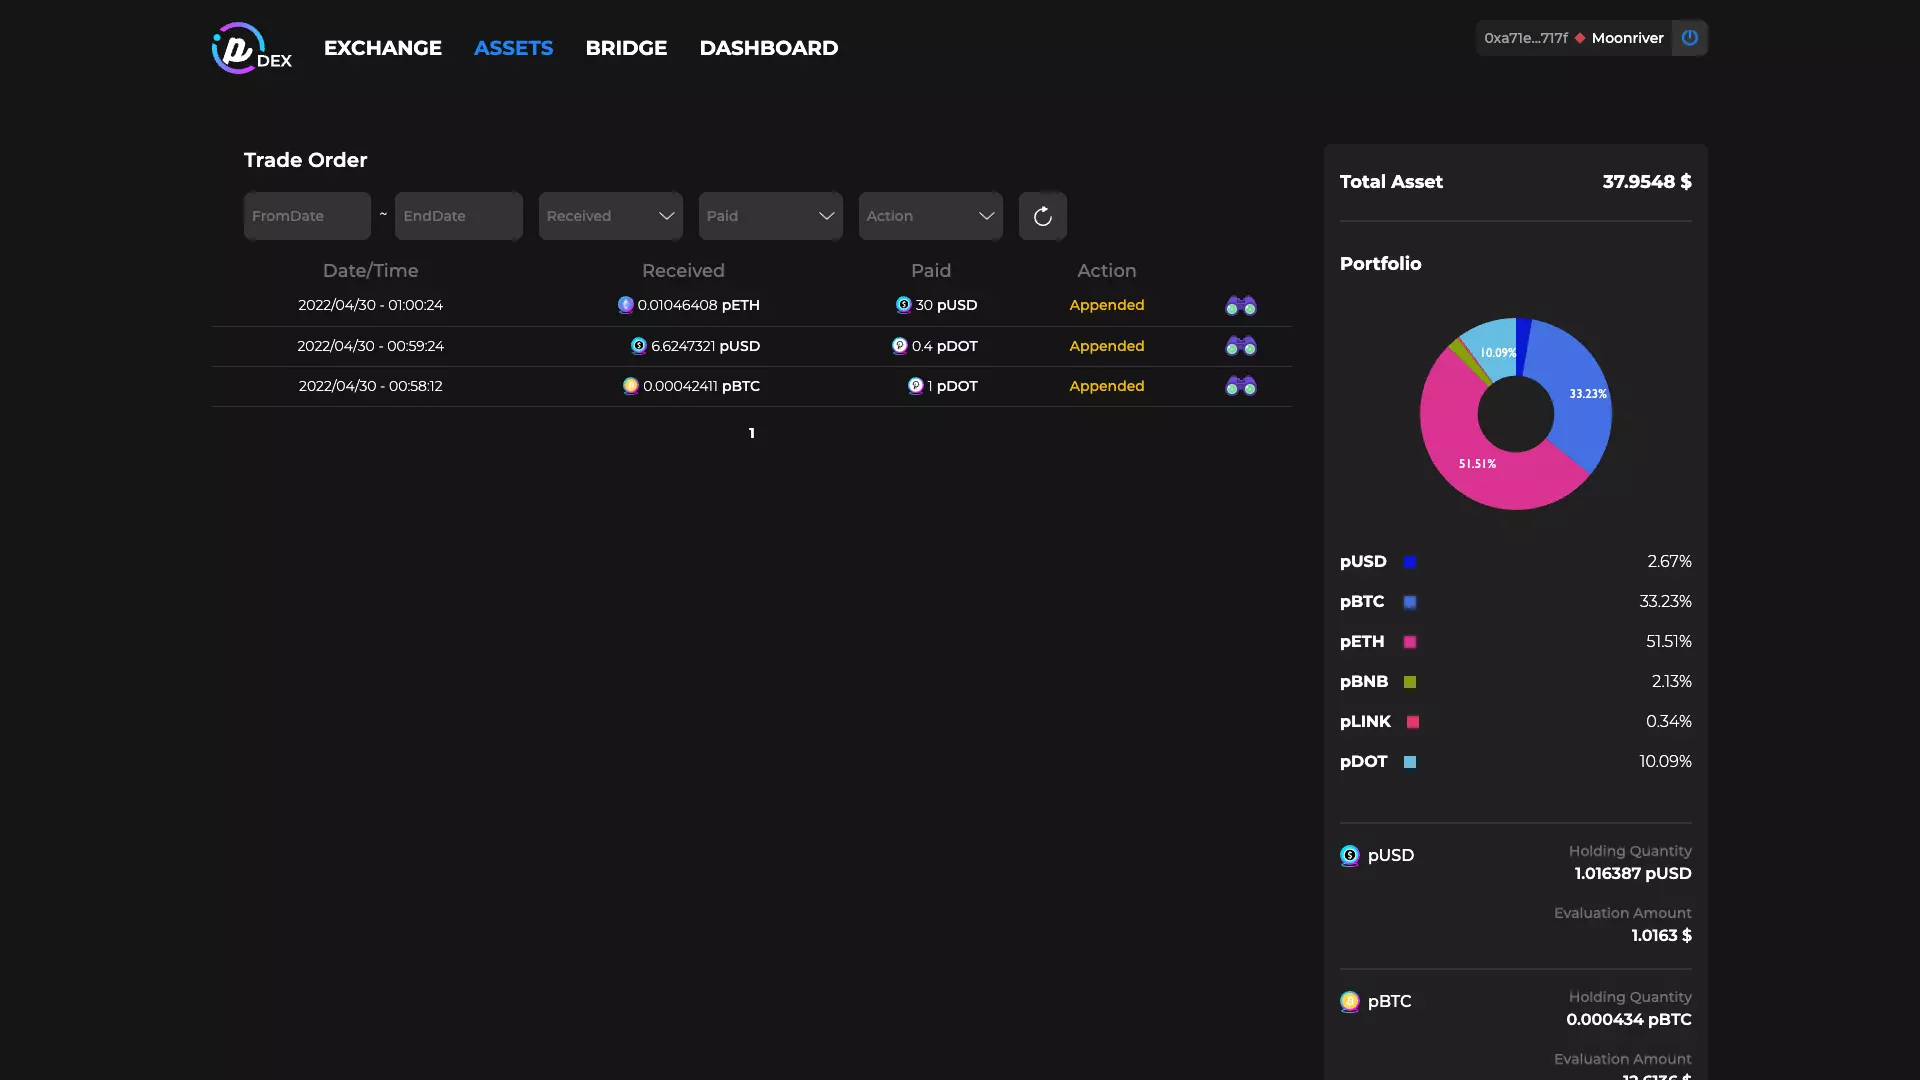 p DEX EXCHANGE ASSETS BRIDGE DASHBOARD
0xa71e...717f Moonriver
Trade Order
FromDate ~ EndDate Received Paid Action
Date/Time Received Paid Action
2022/04/30 - 01:00:24 0.01046408 pETH 30 pUSD Appended
2022/04/30 - 00:59:24 6.6247321 pUSD 0.4 pDOT Appended
2022/04/30 - 00:58:12 0.00042411 pBTC 1 pDOT Appended
1
Total Asset 37.9548 $
Portfolio
10.09%
33.23%
51.51%
pUSD 2.67%
pBTC 33.23%
pETH 51.51%
pBNB 2.13%
pLINK 0.34%
pDOT 10.09%
pUSD Holding Quantity
1.016387 pUSD
Evaluation Amount
1.0163 $
pBTC Holding Quantity
0.000434 pBTC
Evaluation Amount